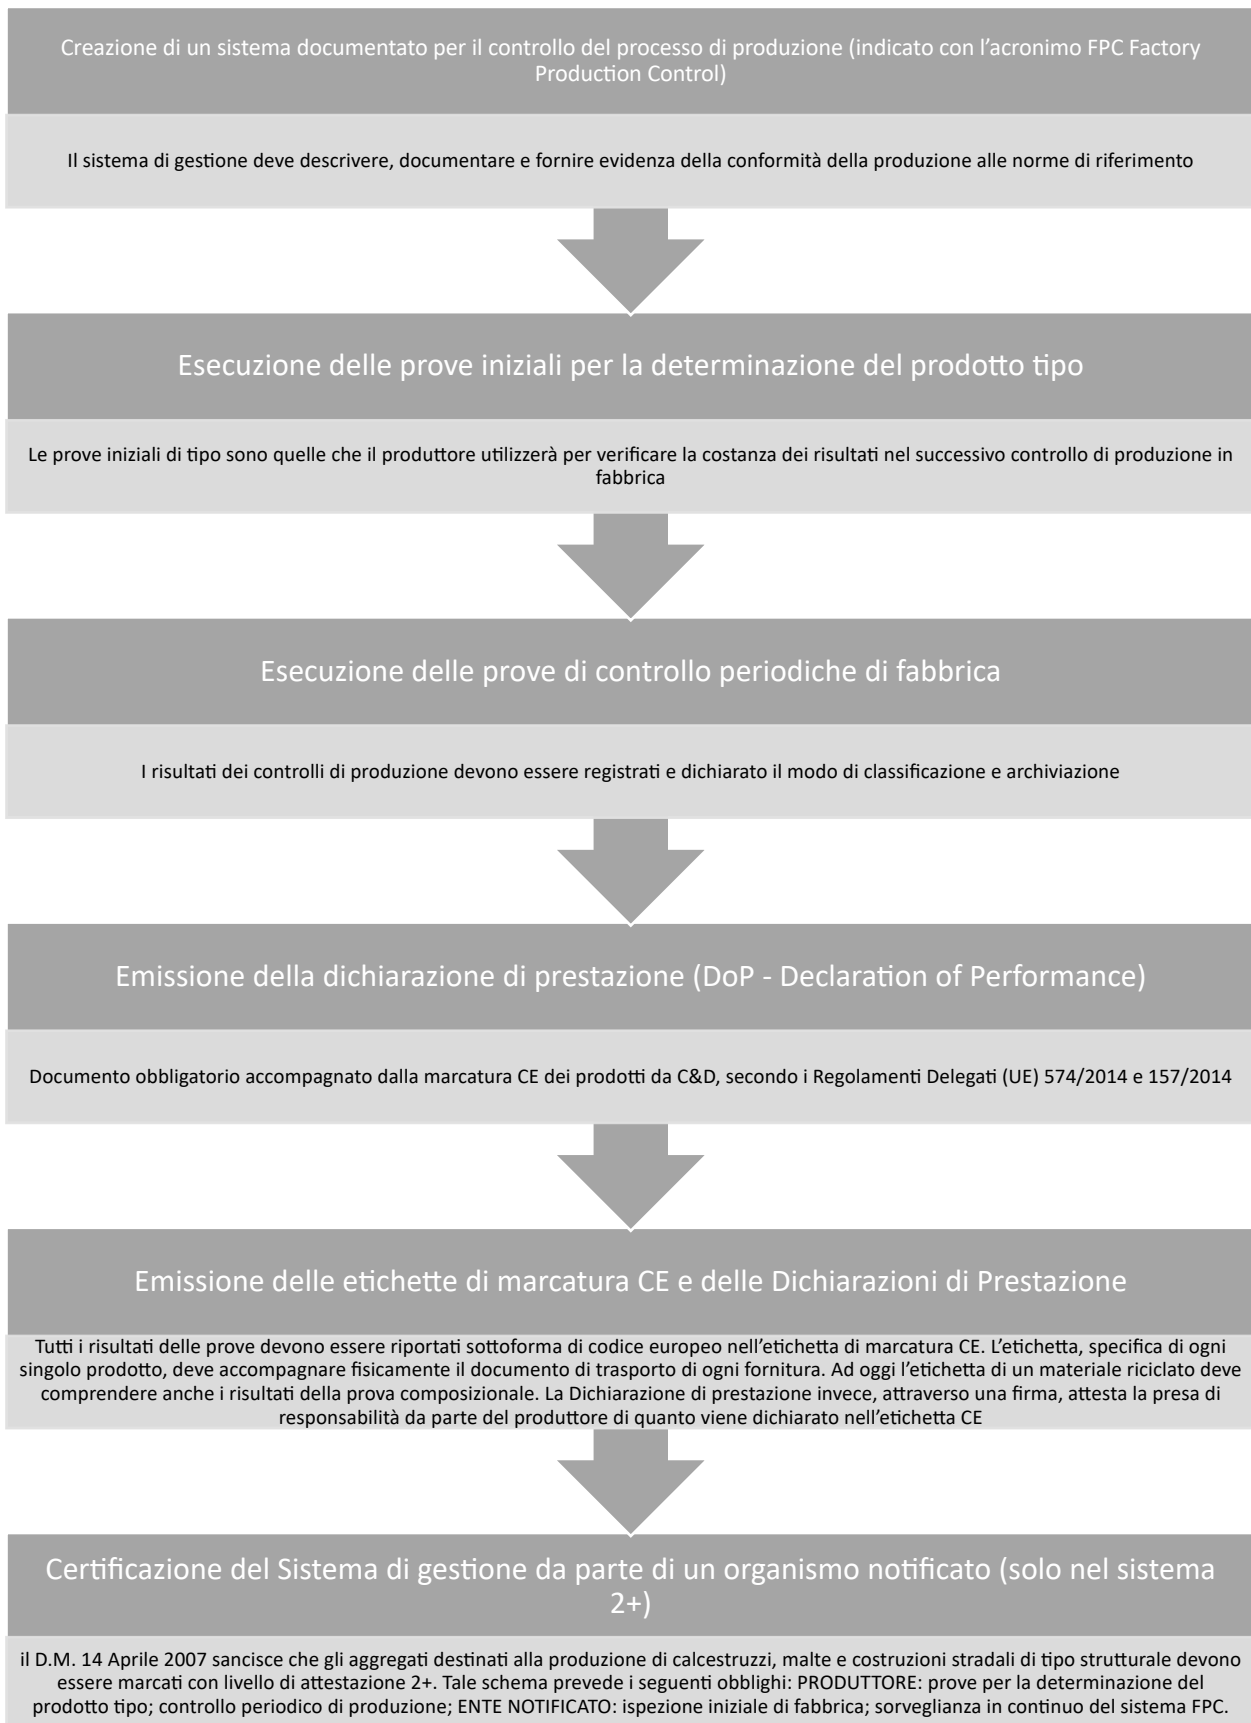 Creazione di un sistema documentato per il controllo del processo di produzione (indicato con l'acronimo FPC Factory
Production Control)
Il sistema di gestione deve descrivere, documentare e fornire evidenza della conformità della produzione alle norme di riferimento
Esecuzione delle prove iniziali per la determinazione del prodotto tipo
Le prove iniziali di tipo sono quelle che il produttore utilizzerà per verificare la costanza dei risultati nel successivo controllo di produzione in
fabbrica
Esecuzione delle prove di controllo periodiche di fabbrica
I risultati dei controlli di produzione devono essere registrati e dichiarato il modo di classificazione e archiviazione
Emissione della dichiarazione di prestazione (DoP - Declaration of Performance)
Documento obbligatorio accompagnato dalla marcatura CE dei prodotti da C&D, secondo i Regolamenti Delegati (UE) 574/2014 e 157/2014
Emissione delle etichette di marcatura CE e delle Dichiarazioni di Prestazione
Tutti i risultati delle prove devono essere riportati sottoforma di codice europeo nell'etichetta di marcatura CE. L'etichetta, specifica di ogni
singolo prodotto, deve accompagnare fisicamente il documento di trasporto di ogni fornitura. Ad oggi l'etichetta di un materiale riciclato deve
comprendere anche i risultati della prova composizionale. La Dichiarazione di prestazione invece, attraverso una firma, attesta la presa di
responsabilità da parte del produttore di quanto viene dichiarato nell'etichetta CE
Certificazione del Sistema di gestione da parte di un organismo notificato (solo nel sistema
2+)
il D.M. 14 Aprile 2007 sancisce che gli aggregati destinati alla produzione di calcestruzzi, malte e costruzioni stradali di tipo strutturale devono
essere marcati con livello di attestazione 2+. Tale schema prevede i seguenti obblighi: PRODUTTORE: prove per la determinazione del
prodotto tipo; controllo periodico di produzione; ENTE NOTIFICATO: ispezione iniziale di fabbrica; sorveglianza in continuo del sistema FPC.